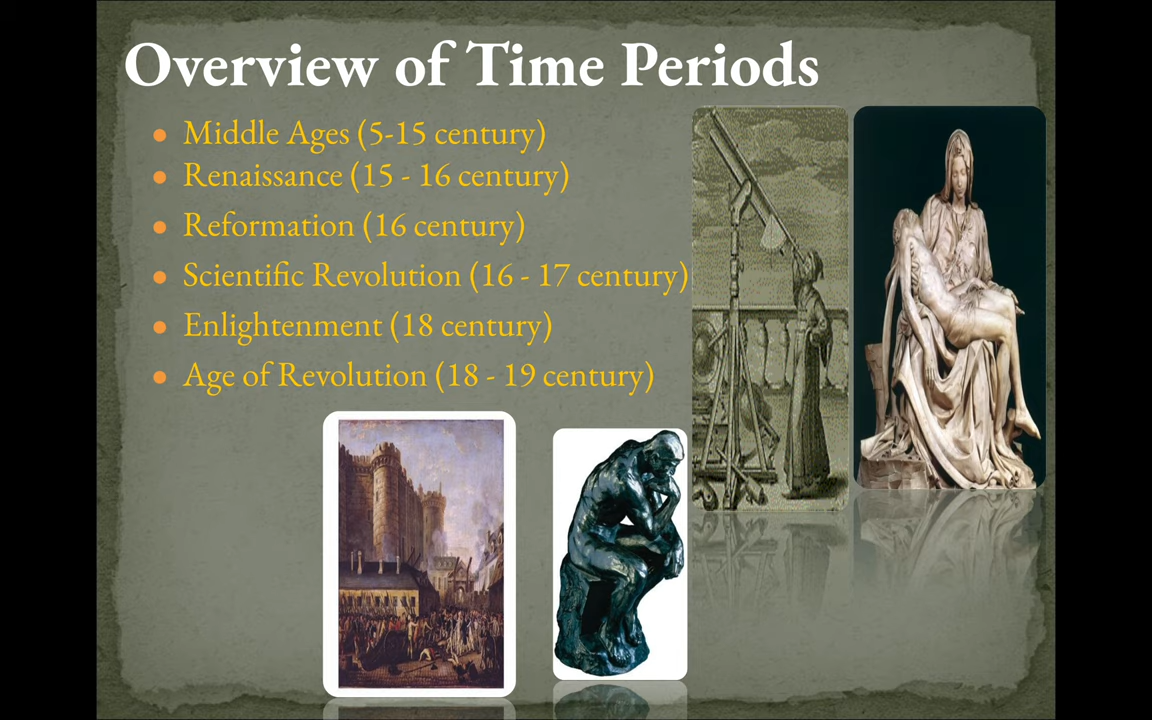 Overview of Time Periods
• Middle Ages (5-15 century)
• Renaissance (15 - 16 century)
• Reformation (16 century)
• Scientific Revolution (16 - 17 century)
• Enlightenment (18 century)
• Age of Revolution (18 - 19 century)